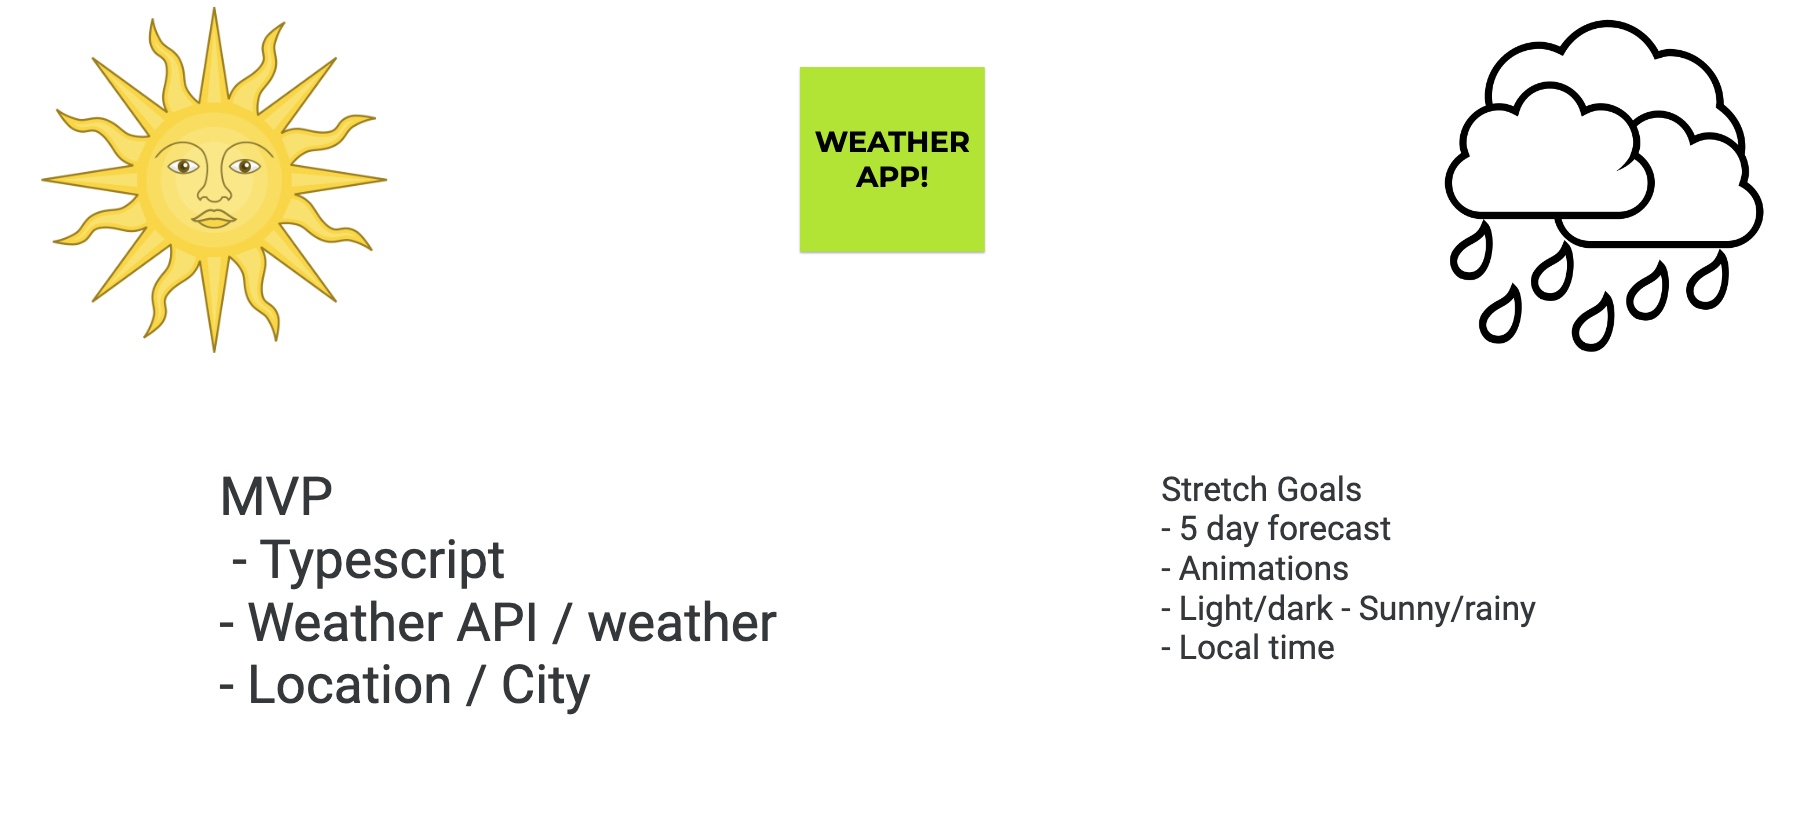 WEATHER
APP!
MVP
- Typescript
- Weather API / weather
- Location / City
Stretch Goals
- 5 day forecast
- Animations
- Light/dark - Sunny/rainy
- Local time